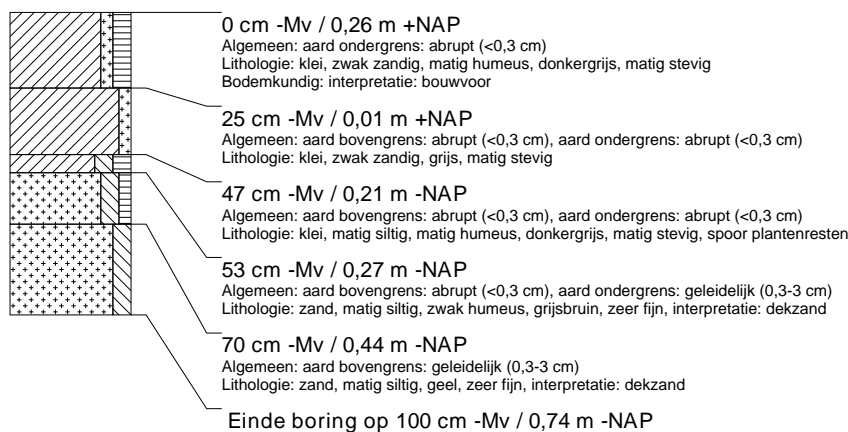 0 cm -Mv / 0,26 m +NAP
Algemeen: aard ondergrens: abrupt (<0,3 cm)
Lithologie: klei, zwak zandig, matig humeus, donkergrijs, matig stevig
Bodemkundig: interpretatie: bouwvoor
25 cm -Mv / 0,01 m +NAP
Algemeen: aard bovengrens: abrupt (<0,3 cm), aard ondergrens: abrupt (<0,3 cm)
Lithologie: klei, zwak zandig, grijs, matig stevig
47 cm -Mv / 0,21 m -NAP
Algemeen: aard bovengrens: abrupt (<0,3 cm), aard ondergrens: abrupt (<0,3 cm)
Lithologie: klei, matig siltig, matig humeus, donkergrijs, matig stevig, spoor plantenresten
53 cm -Mv / 0,27 m -NAP
Algemeen: aard bovengrens: abrupt (<0,3 cm), aard ondergrens: geleidelijk (0,3-3 cm)
Lithologie: zand, matig siltig, zwak humeus, grijsbruin, zeer fijn, interpretatie: dekzand
70 cm -Mv / 0,44 m -NAP
Algemeen: aard bovengrens: geleidelijk (0,3-3 cm)
Lithologie: zand, matig siltig, geel, zeer fijn, interpretatie: dekzand
Einde boring op 100 cm -Mv / 0,74 m -NAP